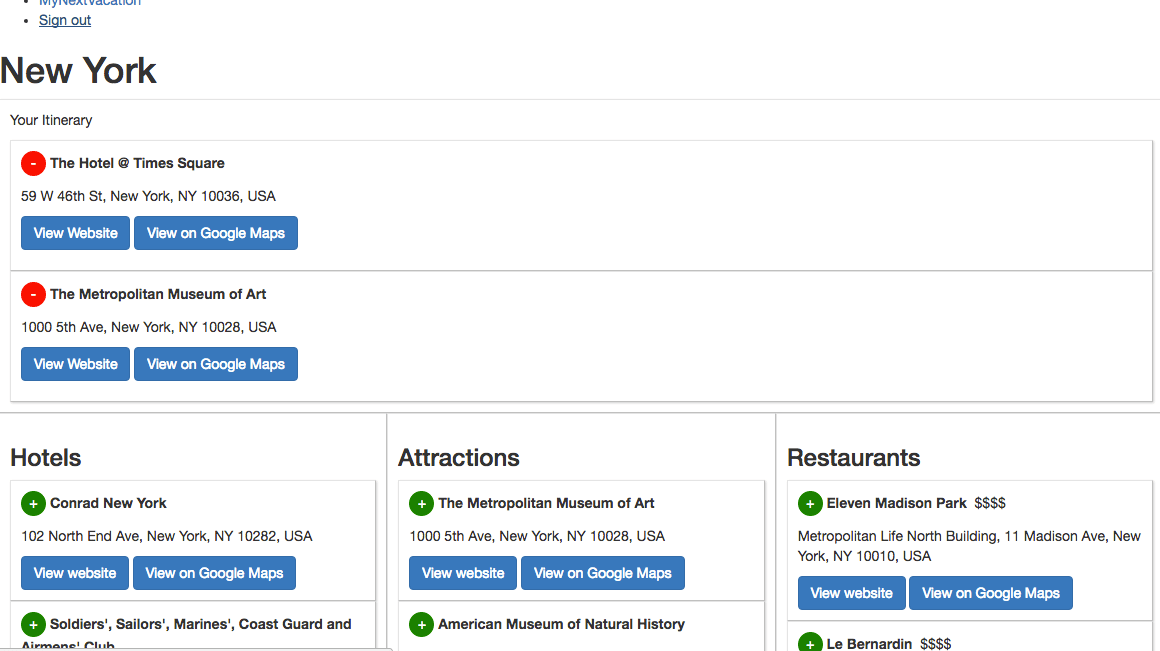 MyNextVacation
Sign out
New York
Your Itinerary
- The Hotel @ Times Square
59 W 46th St, New York, NY 10036, USA
View Website View on Google Maps
- The Metropolitan Museum of Art
1000 5th Ave, New York, NY 10028, USA
View Website View on Google Maps
Hotels
+ Conrad New York
102 North End Ave, New York, NY 10282, USA
View website View on Google Maps
+ Soldiers', Sailors', Marines', Coast Guard and
Airmens' Club
Attractions
+ The Metropolitan Museum of Art
1000 5th Ave, New York, NY 10028, USA
View website View on Google Maps
+ American Museum of Natural History
Restaurants
+ Eleven Madison Park $$$$
Metropolitan Life North Building, 11 Madison Ave, New
York, NY 10010, USA
View website View on Google Maps
+ Le Bernardin $$$$